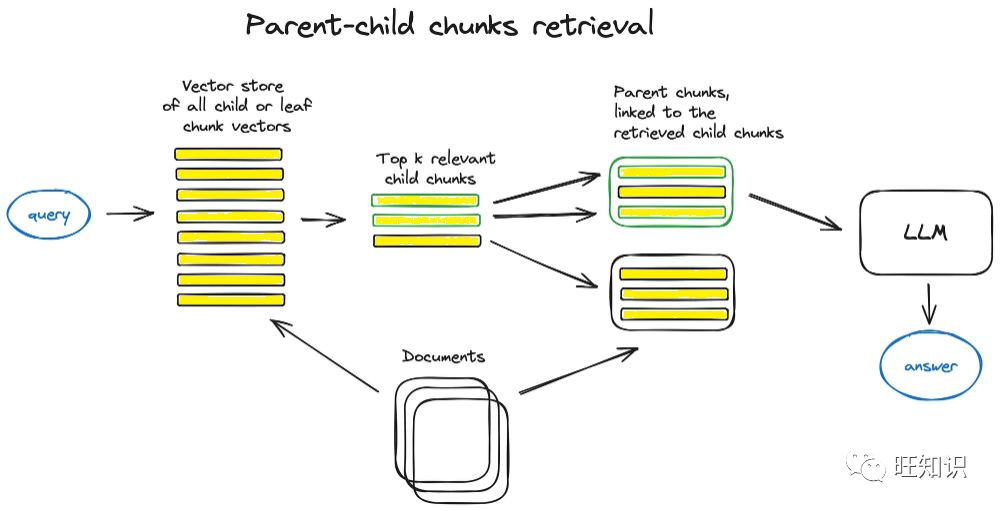 Parent-child chunks retrieval
Vector store
of all child or leaf
chunk vectors
Parent chunks,
linked to the
retrieved child chunks
Top k relevant
child chunks
query
LLM
Documents
answer
旺知识